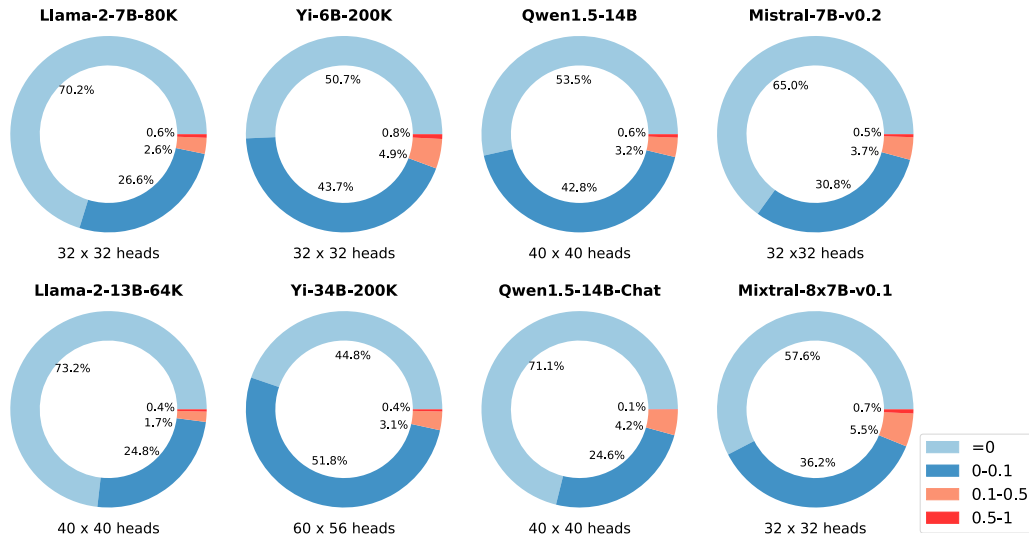 Llama-2-7B-80K
Yi-6B-200K
Qwen1.5-14B
Mistral-7B-v0.2
70.2%
0.6%
2.6%
26.6%
50.7%
0.8%
4.9%
43.7%
53.5%
0.6%
3.2%
42.8%
65.0%
0.5%
3.7%
30.8%
32 x 32 heads
32 x 32 heads
40 x 40 heads
32 x32 heads
Llama-2-13B-64K
Yi-34B-200K
Qwen1.5-14B-Chat
Mixtral-8x7B-v0.1
73.2%
0.4%
1.7%
24.8%
44.8%
0.4%
3.1%
51.8%
71.1%
0.1%
4.2%
24.6%
57.6%
0.7%
5.5%
36.2%
40 x 40 heads
60 x 56 heads
40 x 40 heads
32 x 32 heads
=0
0-0.1
0.1-0.5
0.5-1